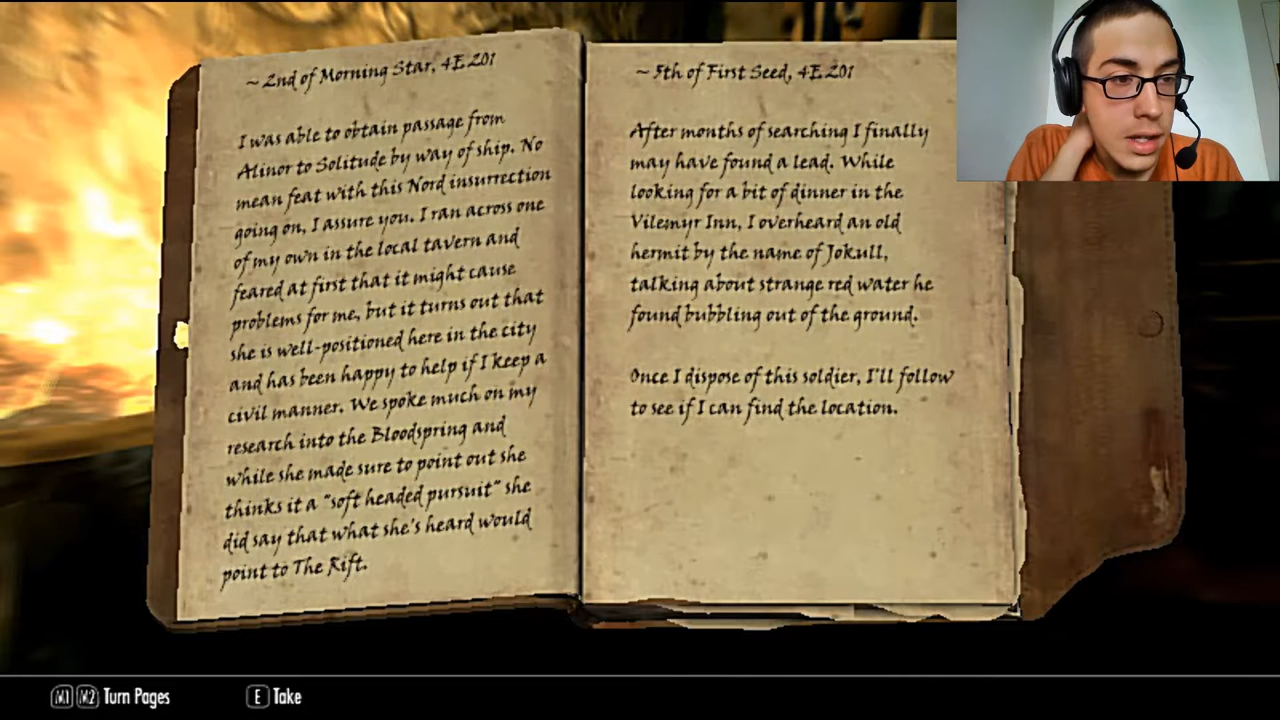 ~ 2nd of Morning Star, 4E 201
I was able to obtain passage from
Alinor to Solitude by way of ship. No
mean feat with this Nord insurrection
going on, I assure you. I ran across one
of my own in the local tavern and
feared at first that it might cause
problems for me, but it turns out that
she is well-positioned here in the city
and has been happy to help if I keep a
civil manner. We spoke much on my
research into the Bloodspring and
while she made sure to point out she
thinks it a "soft headed pursuit" she
did say that what she's heard would
point to The Rift.
~ 5th of First Seed, 4E 201
After months of searching I finally
may have found a lead. While
looking for a bit of dinner in the
Vilemyr Inn, I overheard an old
hermit by the name of Jokull,
talking about strange red water he
found bubbling out of the ground.
Once I dispose of this soldier, I'll follow
to see if I can find the location.
M1 M2 Turn Pages
E Take